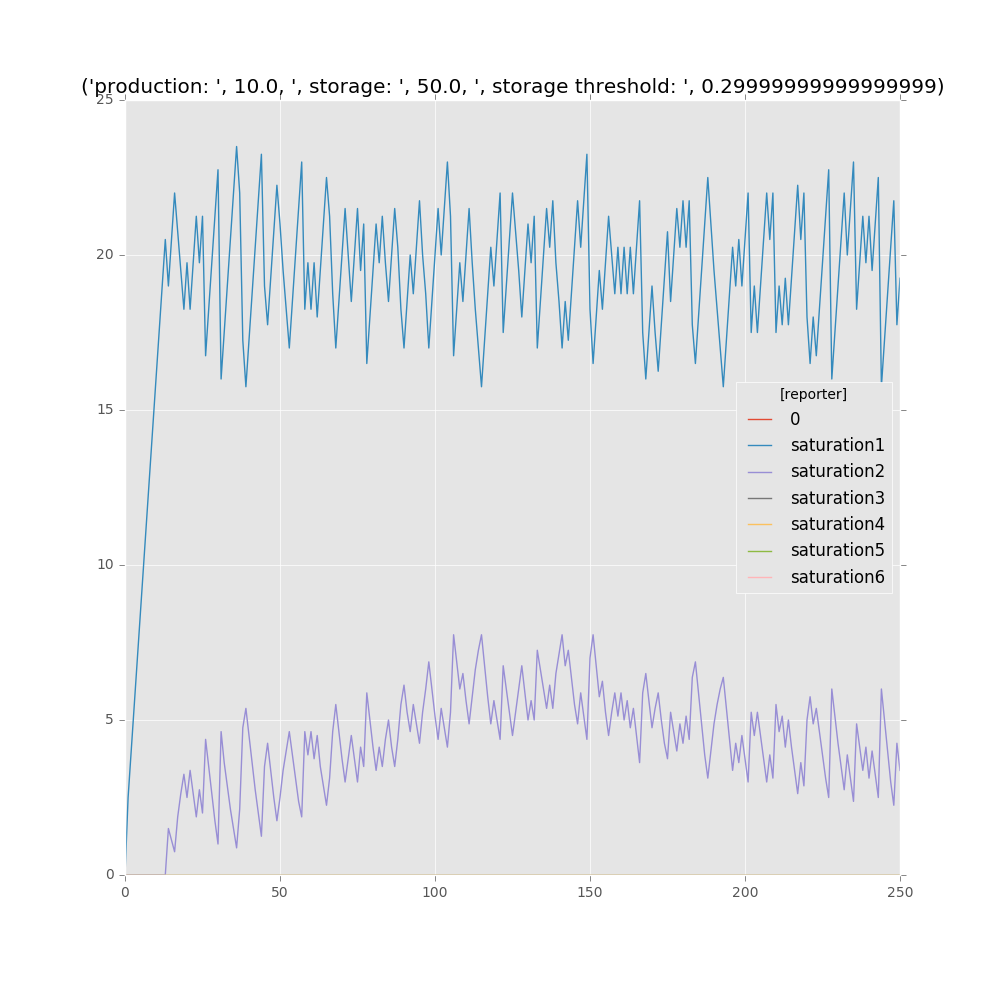 ('production: ', 10.0, ', storage: ', 50.0, ', storage threshold: ', 0.29999999999999999)
25
20
15
10
5
0
0 50 100 150 200 250
[reporter]
0
saturation1
saturation2
saturation3
saturation4
saturation5
saturation6